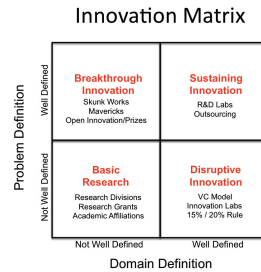 Innovation Matrix
Problem Definition
Well Defined
Not Well Defined
Breakthrough
Innovation
Skunk Works
Mavericks
Open Innovation/Prizes
Sustaining
Innovation
R&D Labs
Outsourcing
Basic
Research
Research Divisions
Research Grants
Academic Affiliations
Disruptive
Innovation
VC Model
Innovation Labs
15% / 20% Rule
Not Well Defined
Well Defined
Domain Definition